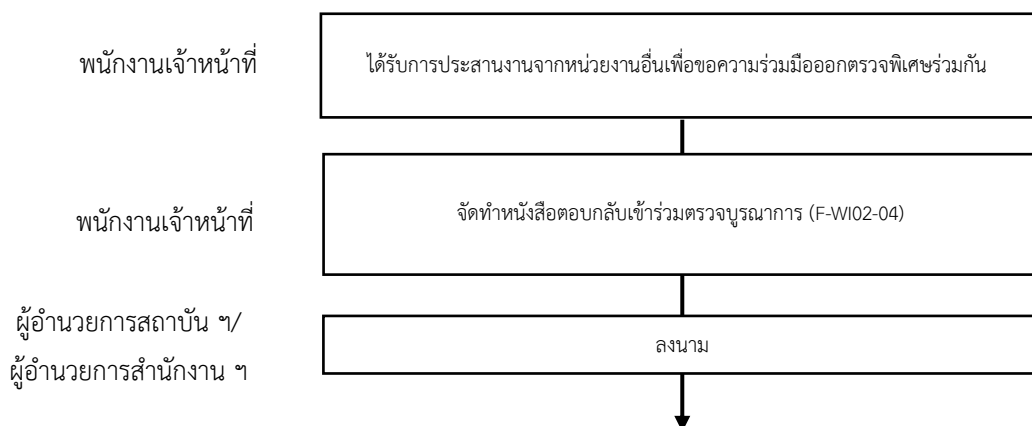 พนักงานเจ้าหน้าที่
ได้รับการประสานงานจากหน่วยงานอื่นเพื่อขอความร่วมมือออกตรวจพิเศษร่วมกัน
พนักงานเจ้าหน้าที่
จัดทำหนังสือตอบกลับเข้าร่วมตรวจบูรณาการ (F-WI02-04)
ผู้อำนวยการสถาบัน ฯ/
ผู้อำนวยการสำนักงาน ฯ
ลงนาม